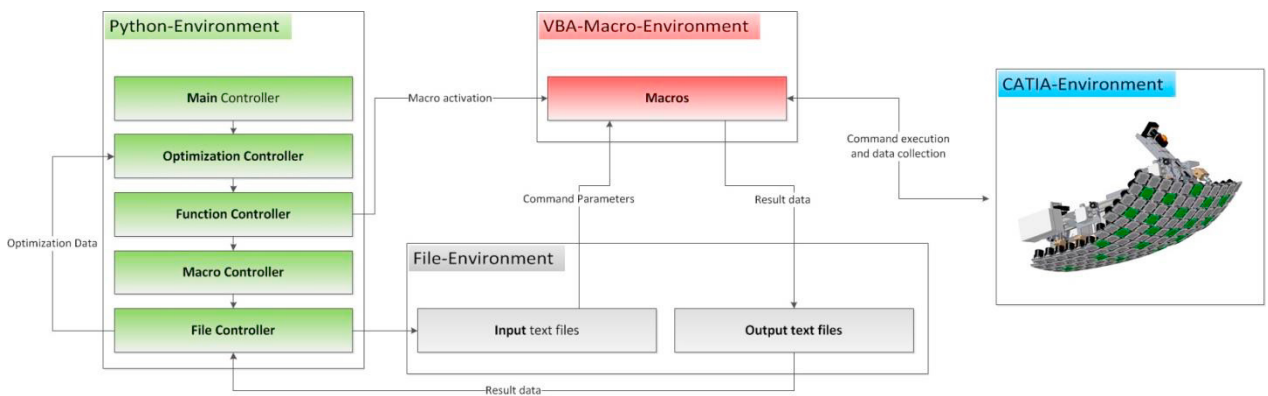 Python-Environment
Main Controller
Optimization Controller
Function Controller
Macro Controller
File Controller
Optimization Data
Macro activation
VBA-Macro-Environment
Macros
Command Parameters
Result data
File-Environment
Input text files
Output text files
Result data
Command execution
and data collection
CATIA-Environment